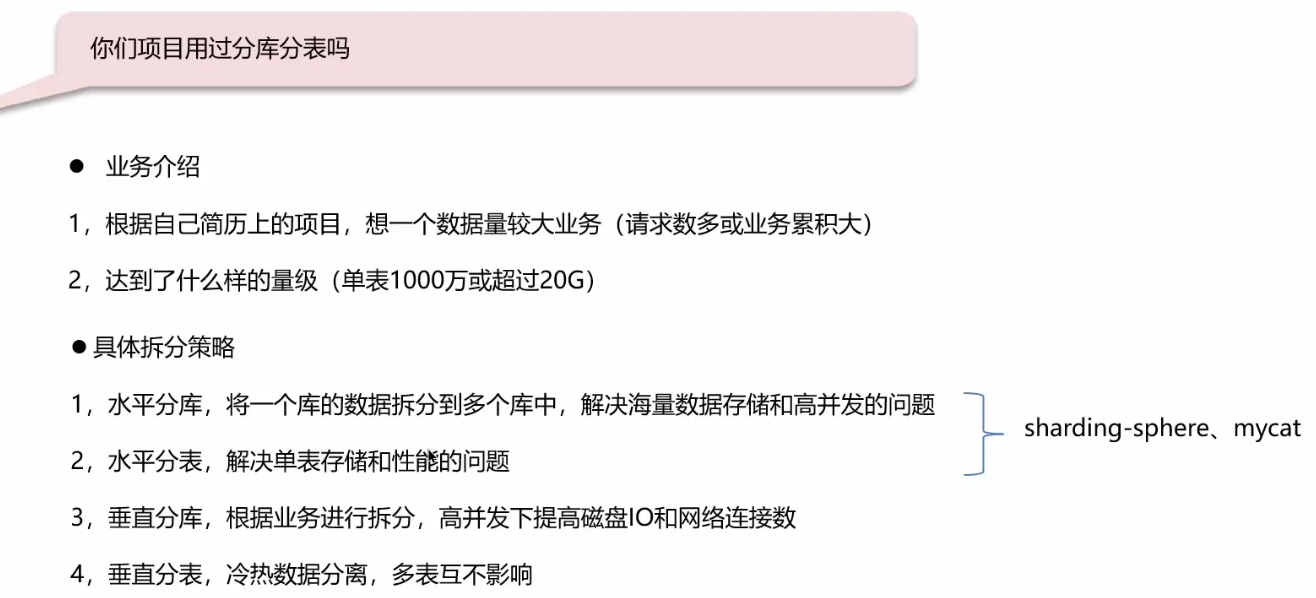 你们项目用过分库分表吗
● 业务介绍
1，根据自己简历上的项目，想一个数据量较大业务（请求数多或业务累积大）
2，达到了什么样的量级（单表1000万或超过20G）
● 具体拆分策略
1，水平分库，将一个库的数据拆分到多个库中，解决海量数据存储和高并发的问题
sharding-sphere、mycat
2，水平分表，解决单表存储和性能的问题
3，垂直分库，根据业务进行拆分，高并发下提高磁盘IO和网络连接数
4，垂直分表，冷热数据分离，多表互不影响